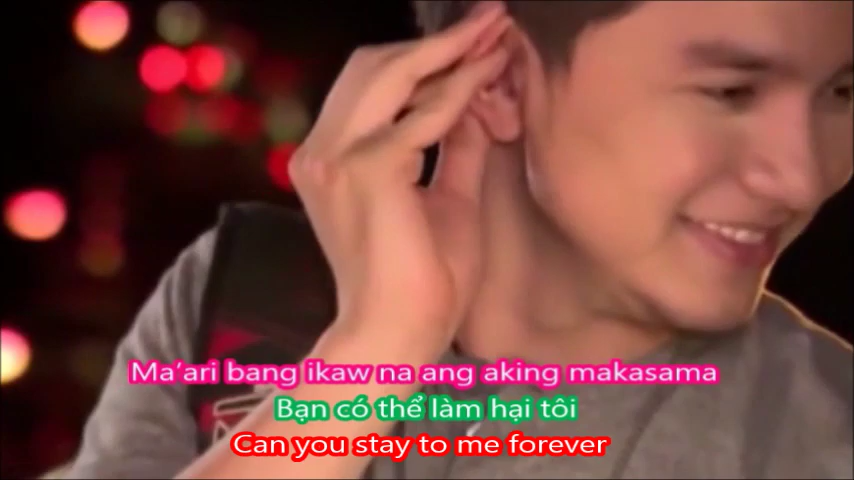 Ma'ari bang ikaw na ang aking makasama
Bạn có thể làm hại tôi
Can you stay to me forever